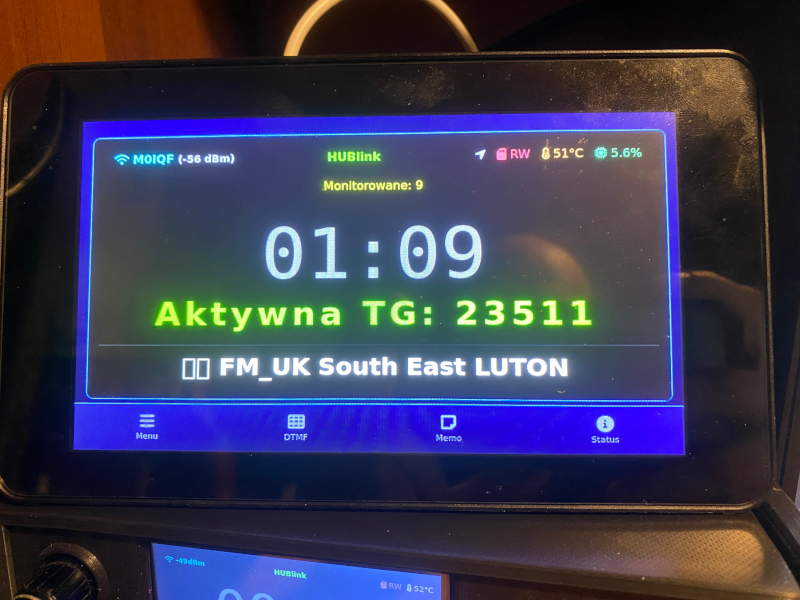 M0IQF (-56 dBm) HUBlink RW 51°C 5.6%
Monitorowane: 9
01:09
Aktywna TG: 23511
FM_UK South East LUTON
Menu DTMF Memo Status
-49dBm HUBlink RW 52°C